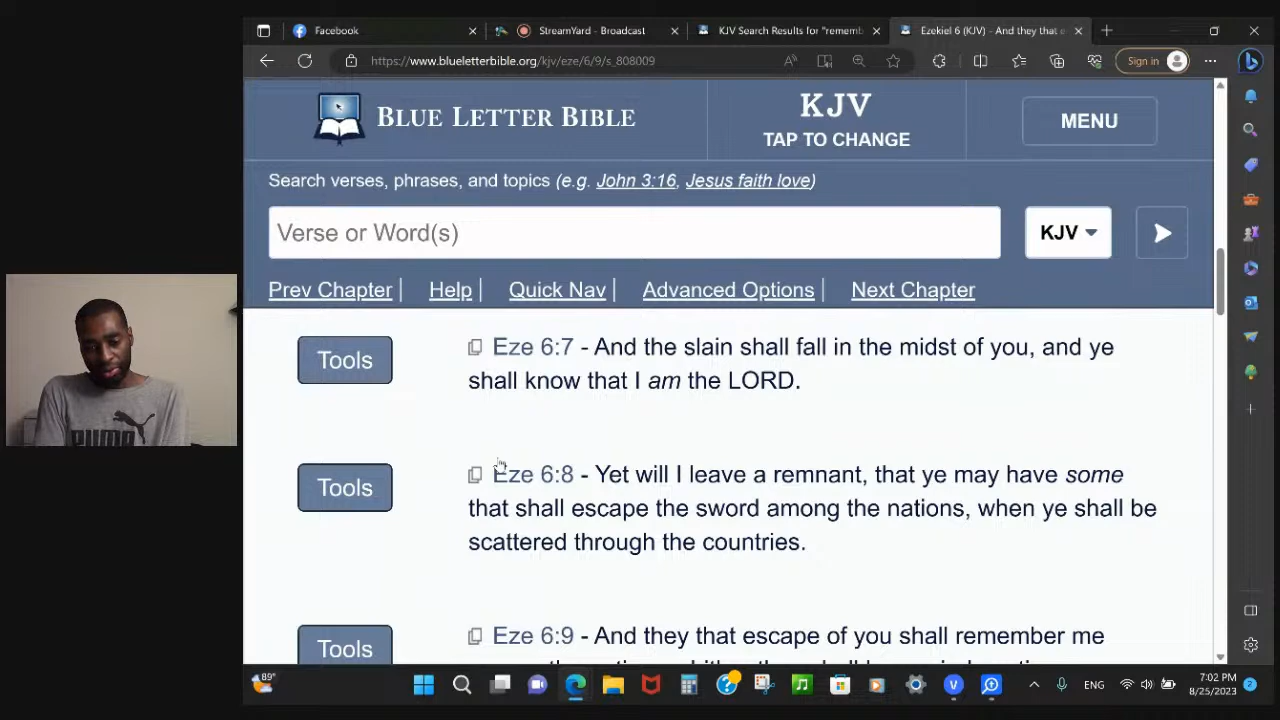 Facebook
StreamYard - Broadcast
KJV Search Results for "rememb
Ezekiel 6 (KJV) - And they that e
https://www.blueletterbible.org/kjv/eze/6/9/s_808009
Sign in
BLUE LETTER BIBLE
KJV
TAP TO CHANGE
MENU
Search verses, phrases, and topics (e.g. John 3:16, Jesus faith love)
Verse or Word(s)
KJV
Prev Chapter |
Help |
Quick Nav |
Advanced Options |
Next Chapter
Tools
Eze 6:7 - And the slain shall fall in the midst of you, and ye
shall know that I am the LORD.
Tools
Eze 6:8 - Yet will I leave a remnant, that ye may have some
that shall escape the sword among the nations, when ye shall be
scattered through the countries.
Tools
Eze 6:9 - And they that escape of you shall remember me
PUMA
89°
ENG
7:02 PM
8/25/2023
2